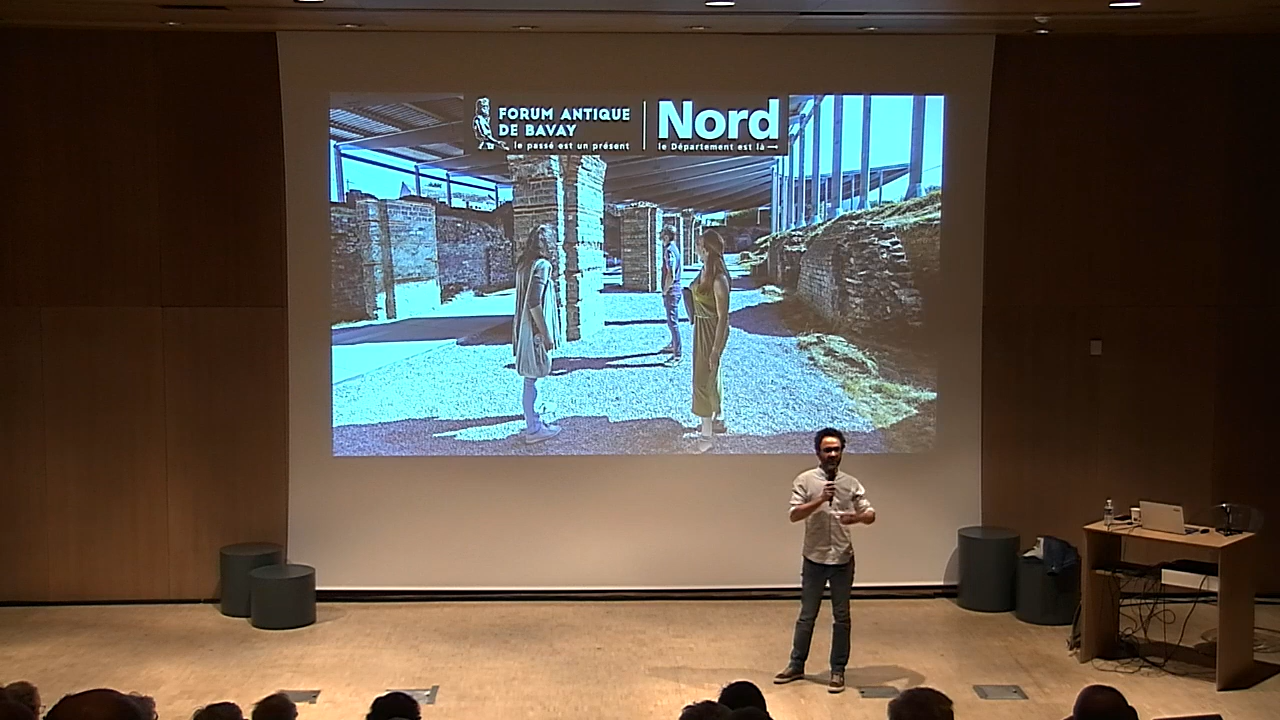 FORUM ANTIQUE
DE BAVAY
le passé est un présent
Nord
le Département est là